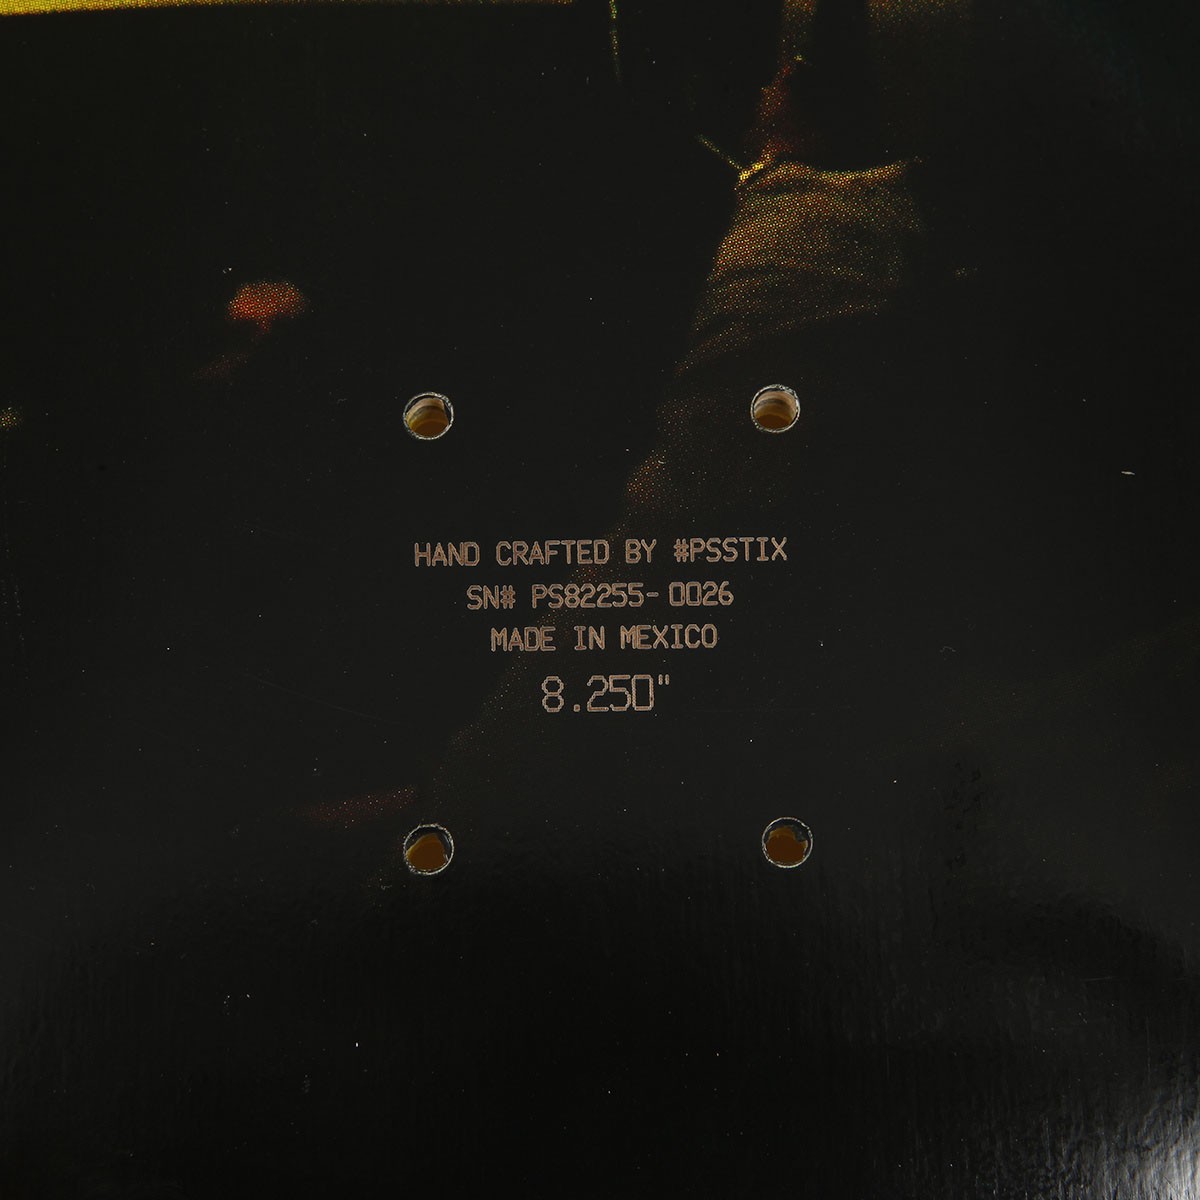 HAND CRAFTED BY #PSSTIX
SN# PS82255-0026
MADE IN MEXICO
8.250"